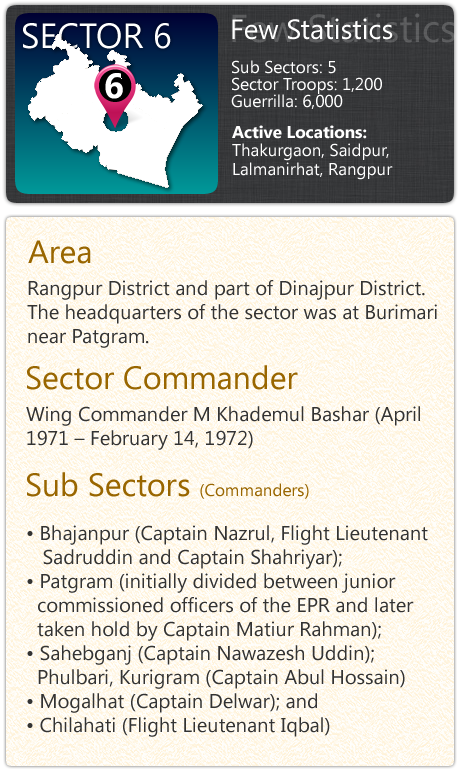 SECTOR 6
6
Few Statistics
Few Statistics
Sub Sectors: 5
Sector Troops: 1,200
Guerrilla: 6,000
Active Locations:
Thakurgaon, Saidpur,
Lalmanirhat, Rangpur
Area
Rangpur District and part of Dinajpur District.
The headquarters of the sector was at Burimari
near Patgram.
Sector Commander
Wing Commander M Khademul Bashar (April
1971 – February 14, 1972)
Sub Sectors (Commanders)
• Bhajanpur (Captain Nazrul, Flight Lieutenant
Sadruddin and Captain Shahriyar);
• Patgram (initially divided between junior
commissioned officers of the EPR and later
taken hold by Captain Matiur Rahman);
• Sahebganj (Captain Nawazesh Uddin);
Phulbari, Kurigram (Captain Abul Hossain)
• Mogalhat (Captain Delwar); and
• Chilahati (Flight Lieutenant Iqbal)